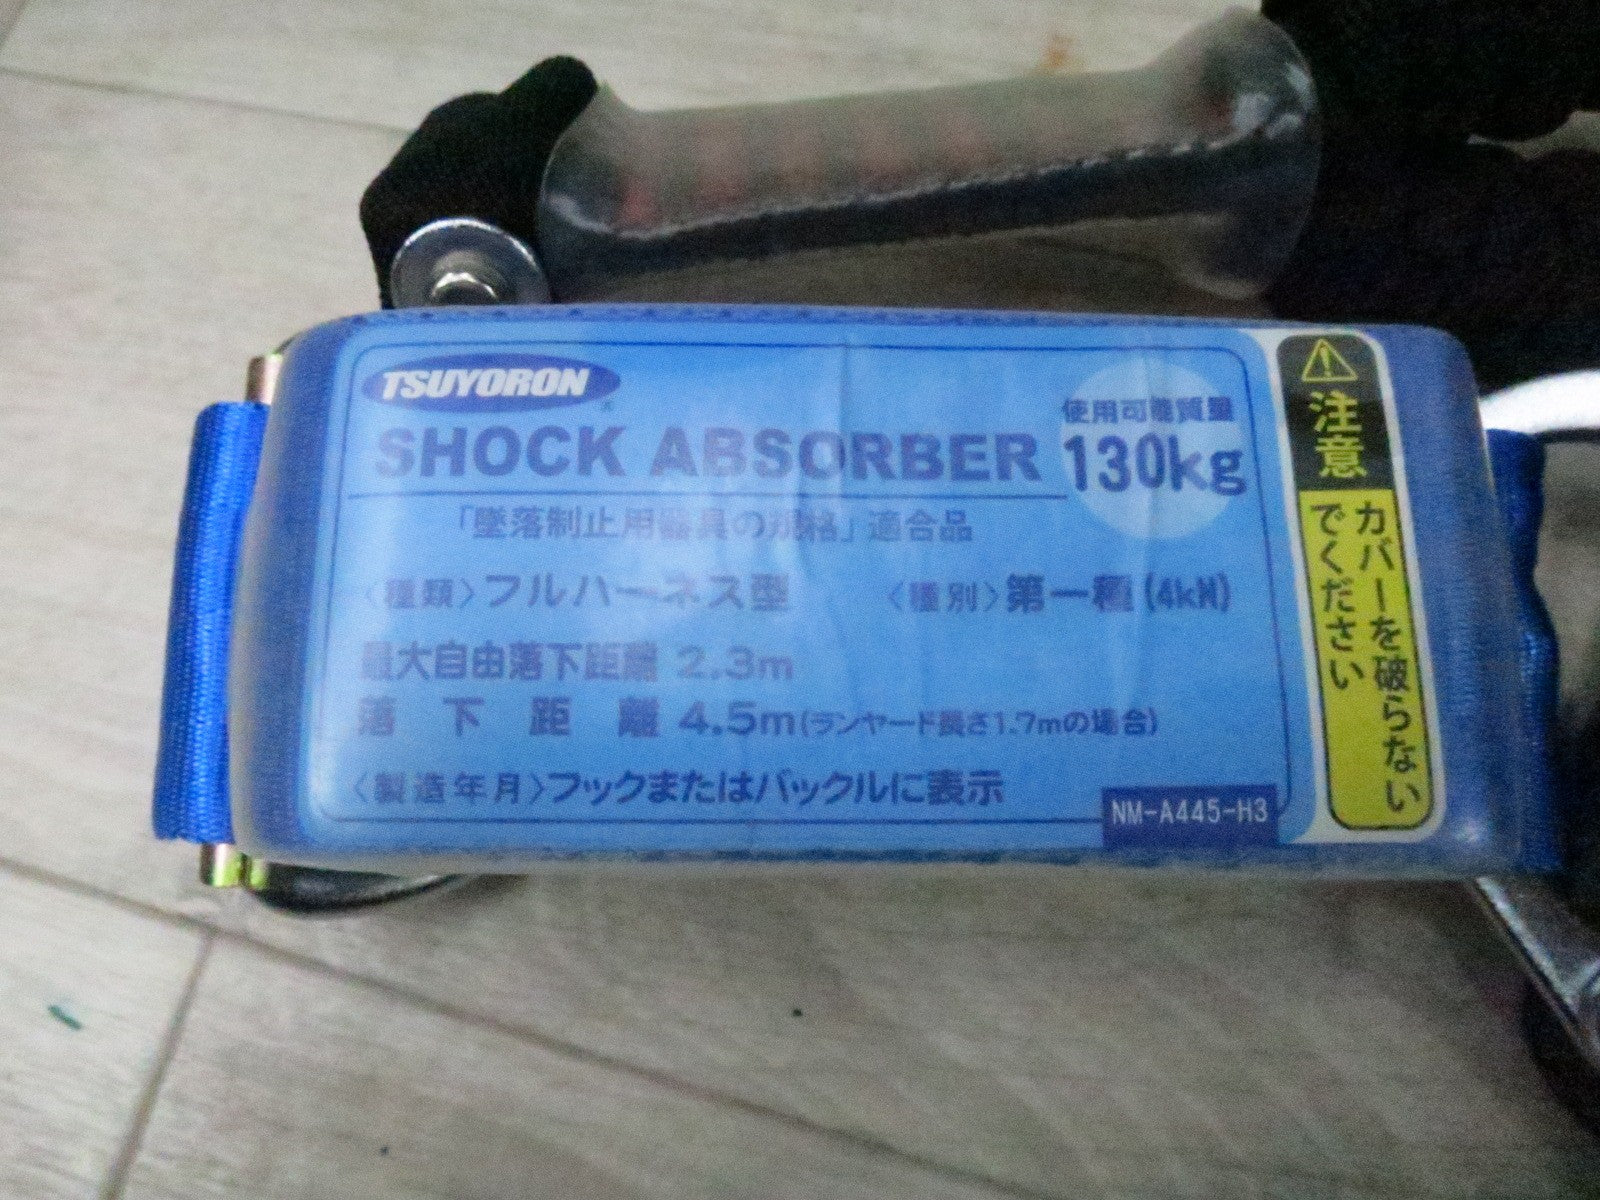 TSUYORON
SHOCK ABSORBER
使用可能質量
130kg
「墜落制止用器具の規格」適合品
〈種類〉フルハーネス型 〈種別〉第一種(4kN)
最大自由落下距離 2.3m
落下距離 4.5m(ランヤード長さ1.7mの場合)
〈製造年月〉フックまたはバックルに表示
NM-A445-H3
注意
カバーを破らない
でください